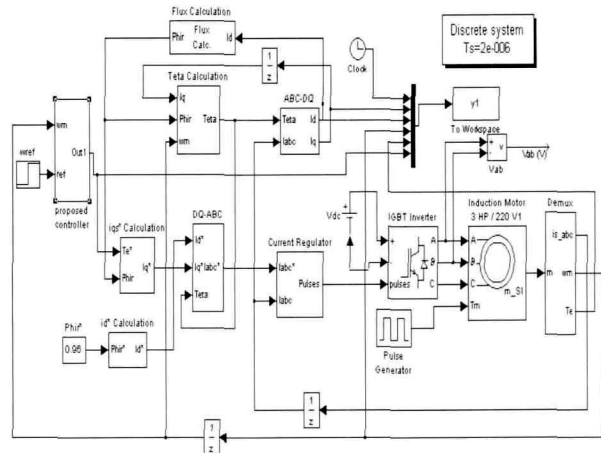 Flux Calculation
Phir Flux Calc. Id
Discrete system
Ts=2e-006
Clock
1
z
Teta Calculation
Iq
Phir
wm
Teta
ABC-DQ
Teta
Iabc
Id
Iq
y1
To Workspace
+
-
v
Vab
Vab (V)
wm
ref
Out1
proposed
controller
wref
iqs* Calculation
Te*
Phir
Iq*
DQ-ABC
Id*
Iq*
Iabc*
Teta
Current Regulator
Iabc*
Iabc
Pulses
Vdc
IGBT Inverter
+
-
pulses
A
B
C
Induction Motor
3 HP / 220 V1
A
B
C
Tm
m_SI
Demux
m
is_abc
wm
Te
Phir*
0.96
id* Calculation
Phir*
Id*
Pulse
Generator
1
z
1
z